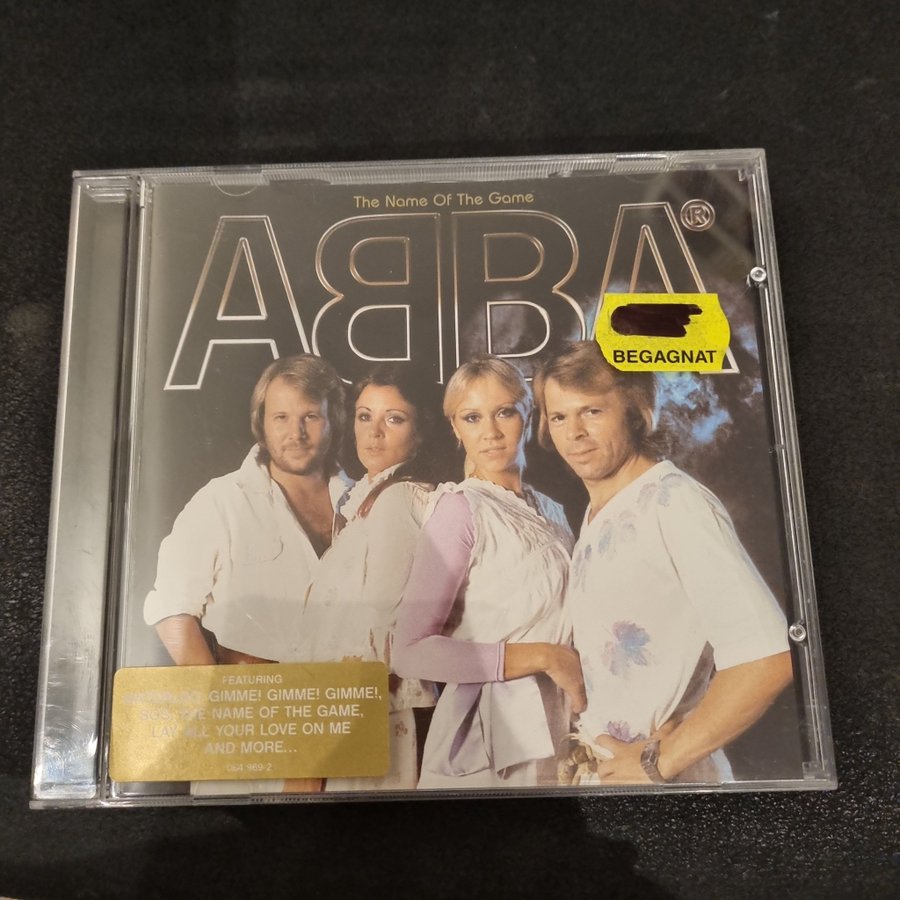 The Name Of The Game
ABBA®
BEGAGNAT
FEATURING
WATERLOO, GIMME! GIMME! GIMME!,
SOS, THE NAME OF THE GAME,
LAY ALL YOUR LOVE ON ME
AND MORE...
064 969-2